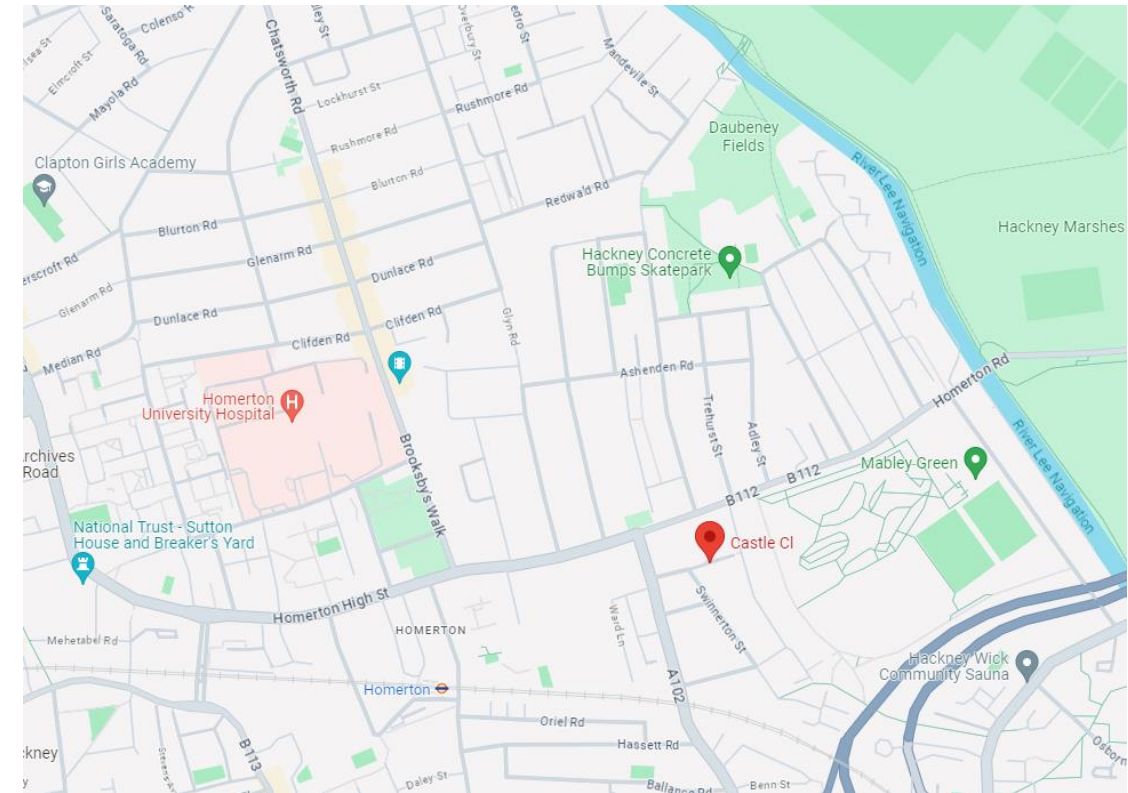 Saratoga Rd
Colenso St
Elmcroft St
Mayola Rd
Chatsworth Rd
Overbury St
Mandeville St
Lockhurst St
Rushmore Rd
Rushmore Rd
Daubeney
Fields
Clapton Girls Academy
Blurton Rd
Redwald Rd
River Lee Navigation
Hackney Marshes
Blurton Rd
Glenarm Rd
Hackney Concrete
Bumps Skatepark
Dunlace Rd
Glenarm Rd
Dunlace Rd
Clifden Rd
Glyn Rd
Clifden Rd
Median Rd
Ashenden Rd
Homerton Rd
Homerton
University Hospital
H
Trehurst St
Adley St
Brooksby's Walk
River Lee Navigation
Mabley Green
B112
B112
Road
National Trust - Sutton
House and Breaker's Yard
Castle Cl
Homerton High St
Swinnerton St
Ward Ln
HOMERTON
Mehetabel Rd
Hackney Wick
Community Sauna
Homerton
A102
Oriel Rd
B113
Hassett Rd
Daley St
Ballance Rd
Benn St